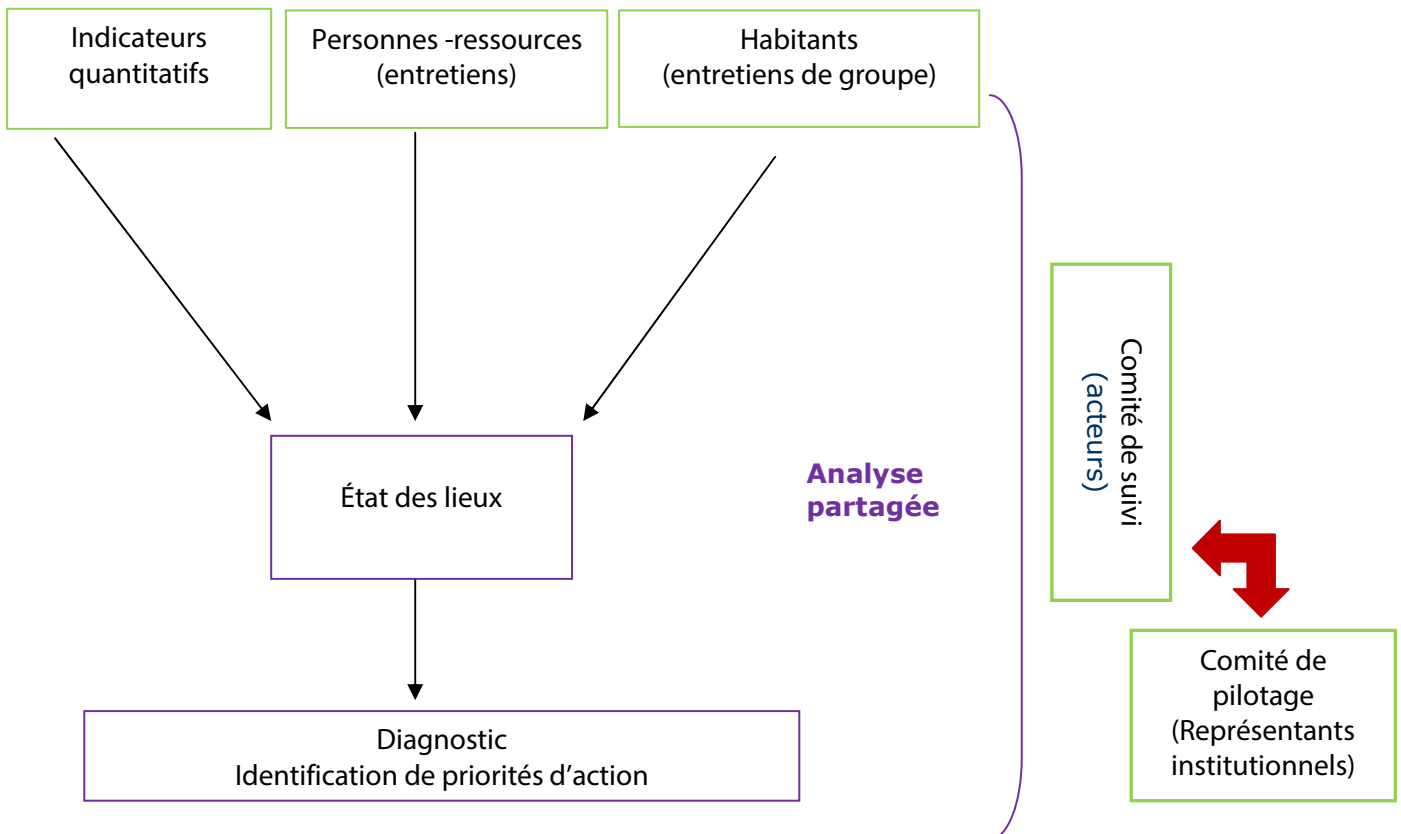 Indicateurs
quantitatifs
Personnes -ressources
(entretiens)
Habitants
(entretiens de groupe)
État des lieux
Analyse
partagée
Comité de suivi
(acteurs)
Diagnostic
Identification de priorités d’action
Comité de
pilotage
(Représentants
institutionnels)